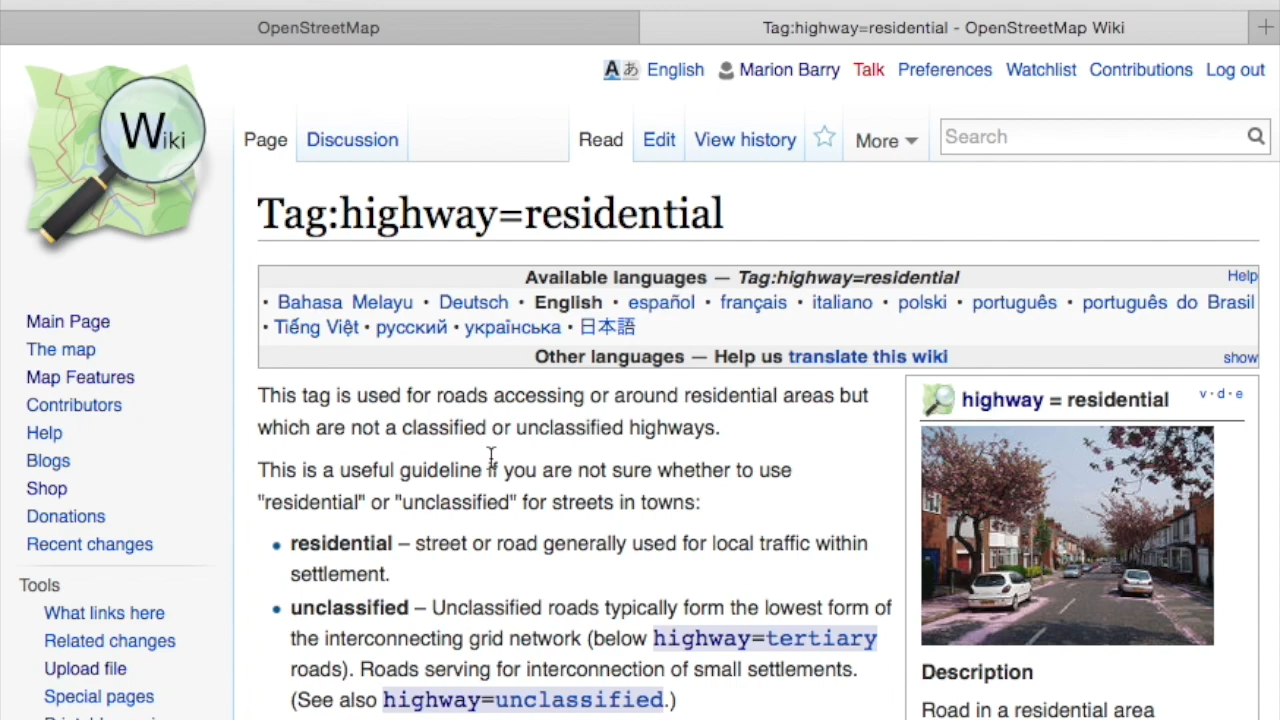 OpenStreetMap
Tag:highway=residential - OpenStreetMap Wiki
Aあ English Marion Barry Talk Preferences Watchlist Contributions Log out
Wiki
Page Discussion Read Edit View history More Search
Tag:highway=residential
Available languages — Tag:highway=residential Help
· Bahasa Melayu · Deutsch · English · español · français · italiano · polski · português · português do Brasil
· Tiếng Việt · русский · українська · 日本語
Other languages — Help us translate this wiki show
Main Page
The map
Map Features
Contributors
Help
Blogs
Shop
Donations
Recent changes
Tools
What links here
Related changes
Upload file
Special pages
This tag is used for roads accessing or around residential areas but
which are not a classified or unclassified highways.
This is a useful guideline if you are not sure whether to use
"residential" or "unclassified" for streets in towns:
• residential – street or road generally used for local traffic within
settlement.
• unclassified – Unclassified roads typically form the lowest form of
the interconnecting grid network (below highway=tertiary
roads). Roads serving for interconnection of small settlements.
(See also highway=unclassified.)
highway = residential v · d · e
Description
Road in a residential area